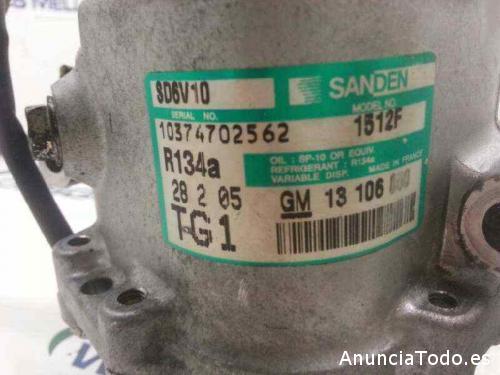 SD6V10
SANDEN
SERIAL NO.
MODEL NO.
10374702562
1512F
R134a
OIL : SP-10 OR EQUIV.
REFRIGERANT : R134a
VARIABLE DISP. MADE IN FRANCE
28 2 05
GM 13 106
TG1
AnunciaTodo.es